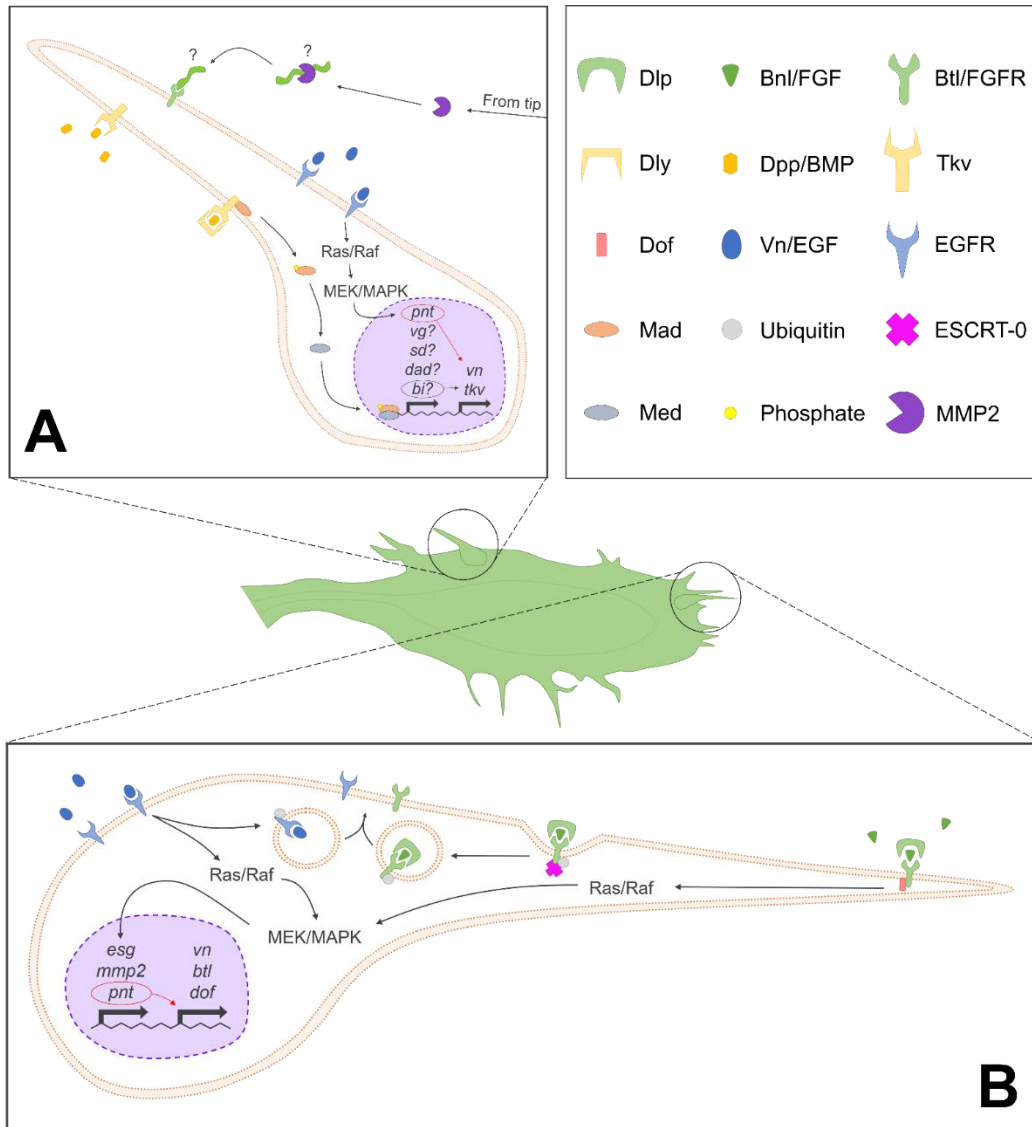 ?
?
From tip
Ras/Raf
MEK/MAPK
pnt
vg?
sd?
dad?
bi?
vn
tkv
A
Dlp
Bnl/FGF
Btl/FGFR
Dly
Dpp/BMP
Tkv
Dof
Vn/EGF
EGFR
Mad
Ubiquitin
ESCRT-0
Med
Phosphate
MMP2
Ras/Raf
Ras/Raf
MEK/MAPK
esg
mmp2
pnt
vn
btl
dof
B